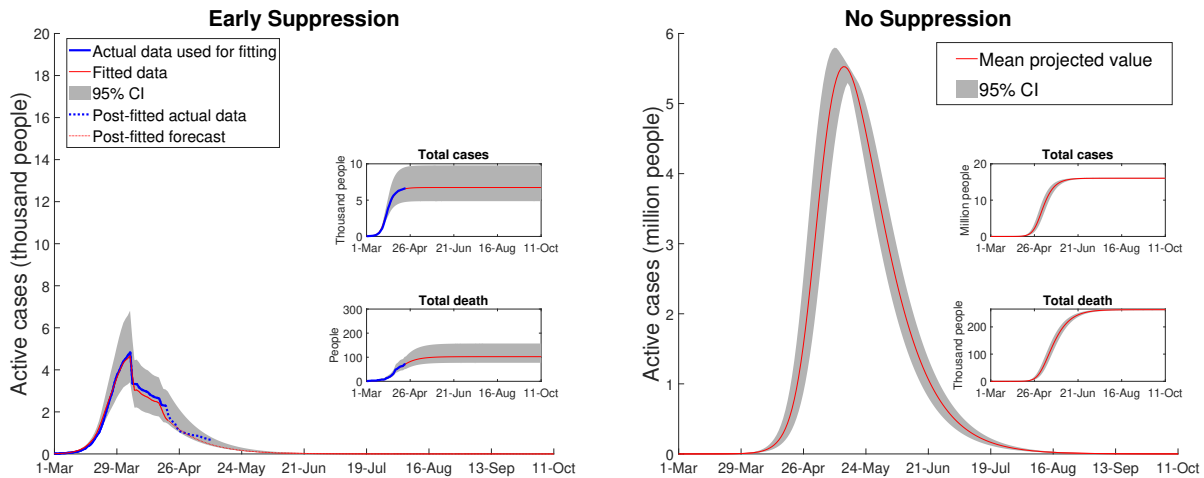 Early Suppression
Active cases (thousand people)
20
18
16
14
12
10
8
6
4
2
0
1-Mar
29-Mar
26-Apr
24-May
21-Jun
19-Jul
16-Aug
13-Sep
11-Oct
Actual data used for fitting
Fitted data
95% CI
Post-fitted actual data
Post-fitted forecast
Total cases
Thousand people
10
5
0
1-Mar
26-Apr
21-Jun
16-Aug
11-Oct
Total death
People
300
200
100
0
1-Mar
26-Apr
21-Jun
16-Aug
11-Oct
No Suppression
Active cases (million people)
6
5
4
3
2
1
0
1-Mar
29-Mar
26-Apr
24-May
21-Jun
19-Jul
16-Aug
13-Sep
11-Oct
Mean projected value
95% CI
Total cases
Million people
20
10
0
1-Mar
26-Apr
21-Jun
16-Aug
11-Oct
Total death
Thousand people
200
100
0
1-Mar
26-Apr
21-Jun
16-Aug
11-Oct